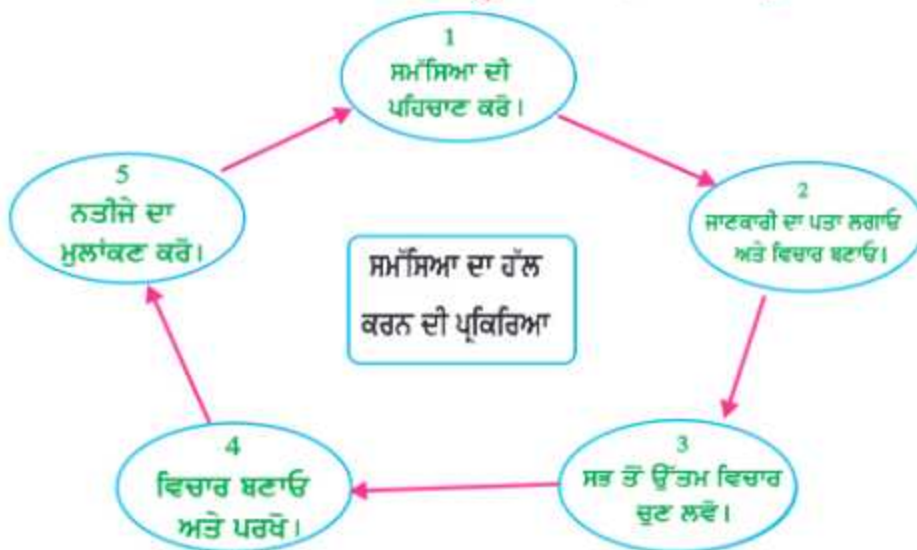 1
ਸਮੱਸਿਆ ਦੀ
ਪਹਿਚਾਣ ਕਰੋ।
2
ਜਾਣਕਾਰੀ ਦਾ ਪਤਾ ਲਗਾਓ
ਅਤੇ ਵਿਚਾਰ ਬਣਾਓ।
3
ਸਭ ਤੋਂ ਉੱਤਮ ਵਿਚਾਰ
ਚੁਣ ਲਵੋ।
4
ਵਿਚਾਰ ਬਣਾਓ
ਅਤੇ ਪਰਖੋ।
5
ਨਤੀਜੇ ਦਾ
ਮੁਲਾਂਕਣ ਕਰੋ।
ਸਮੱਸਿਆ ਦਾ ਹੱਲ
ਕਰਨ ਦੀ ਪ੍ਰਕਿਰਿਆ